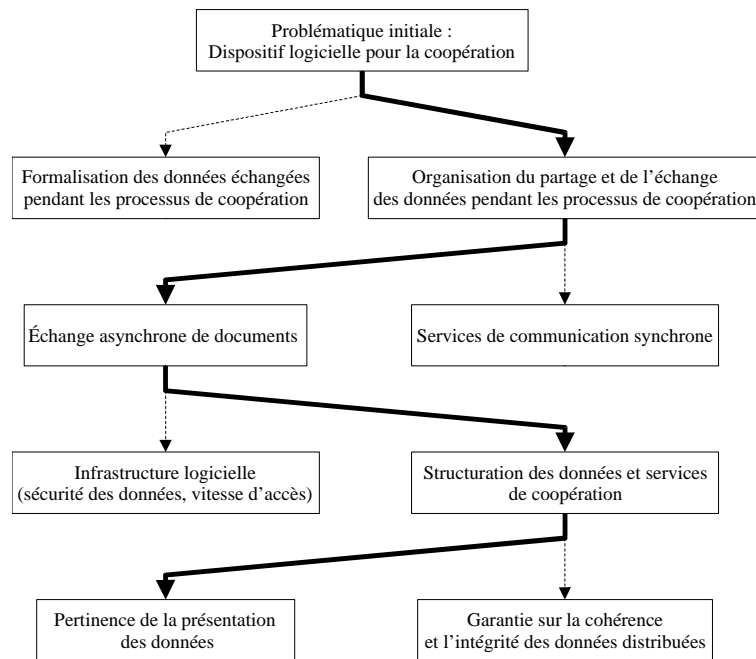 Problématique initiale :
Dispositif logicielle pour la coopération
Formalisation des données échangées
pendant les processus de coopération
Organisation du partage et de l'échange
des données pendant les processus de coopération
Échange asynchrone de documents
Services de communication synchrone
Infrastructure logicielle
(sécurité des données, vitesse d'accès)
Structuration des données et services
de coopération
Pertinence de la présentation
des données
Garantie sur la cohérence
et l'intégrité des données distribuées